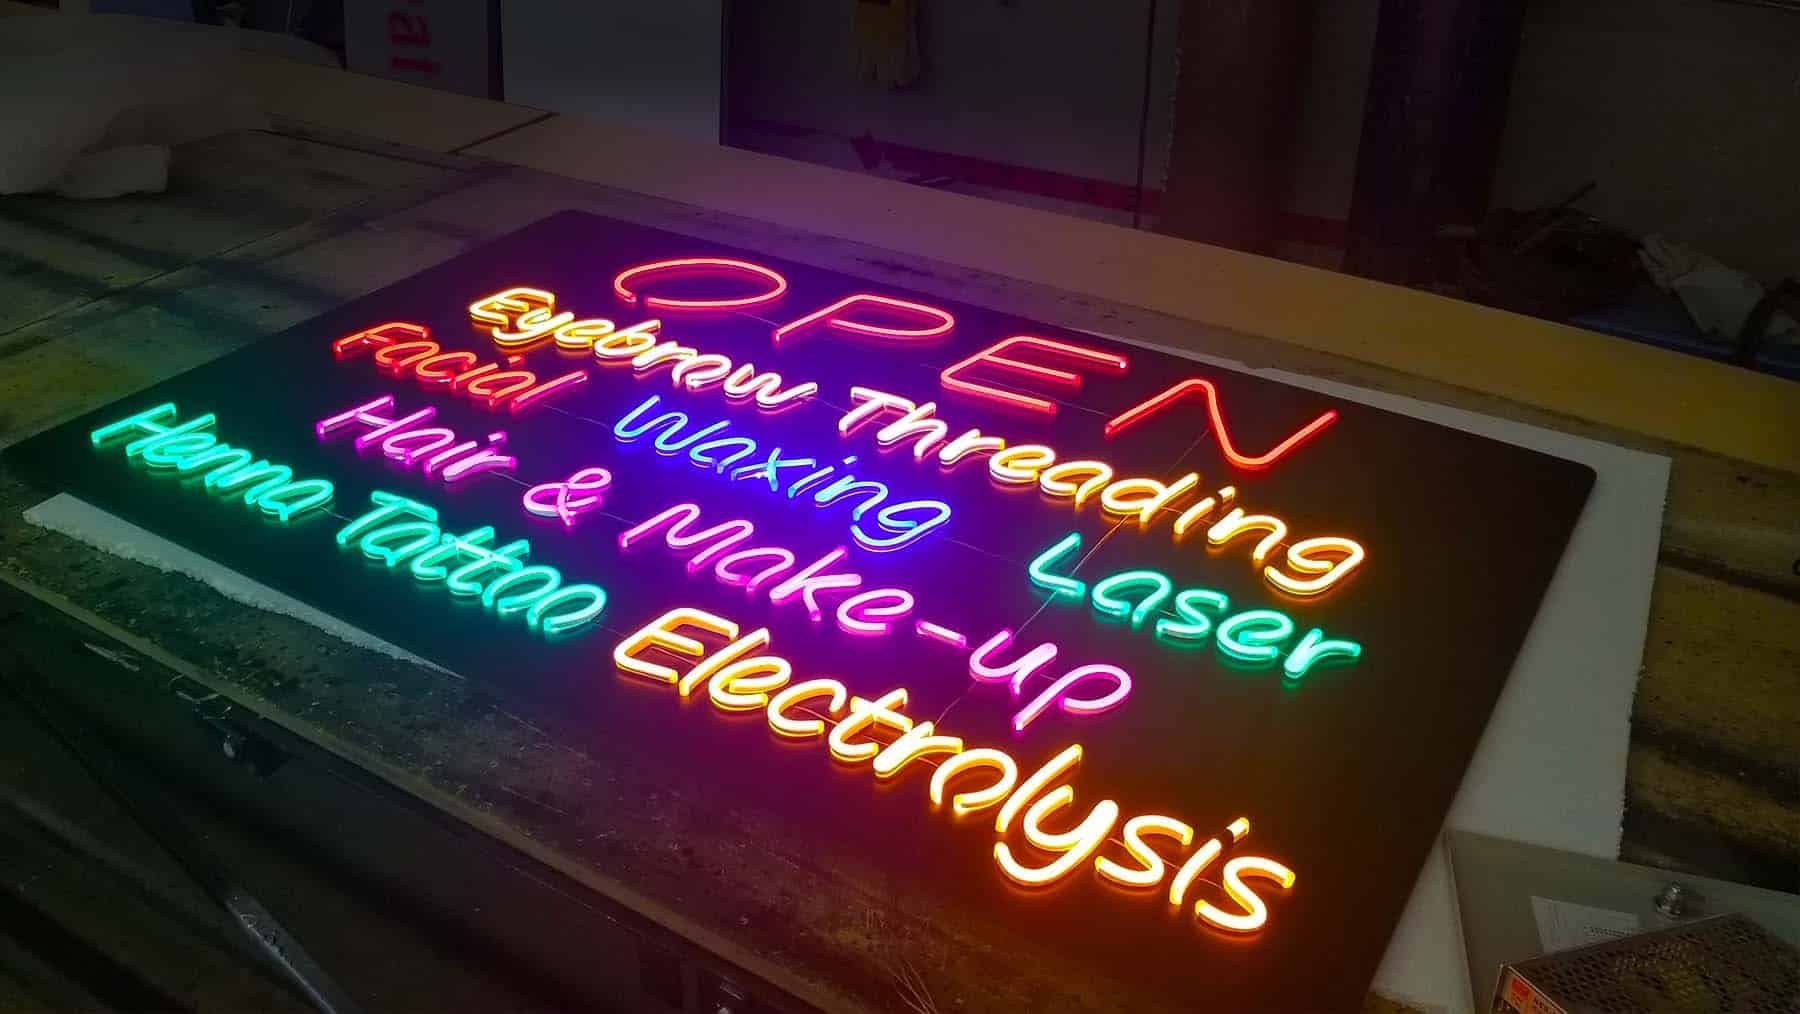 OPEN
Eyebrow Threading
Facial Waxing Laser
Hair & Make-up
Henna Tattoo Electrolysis